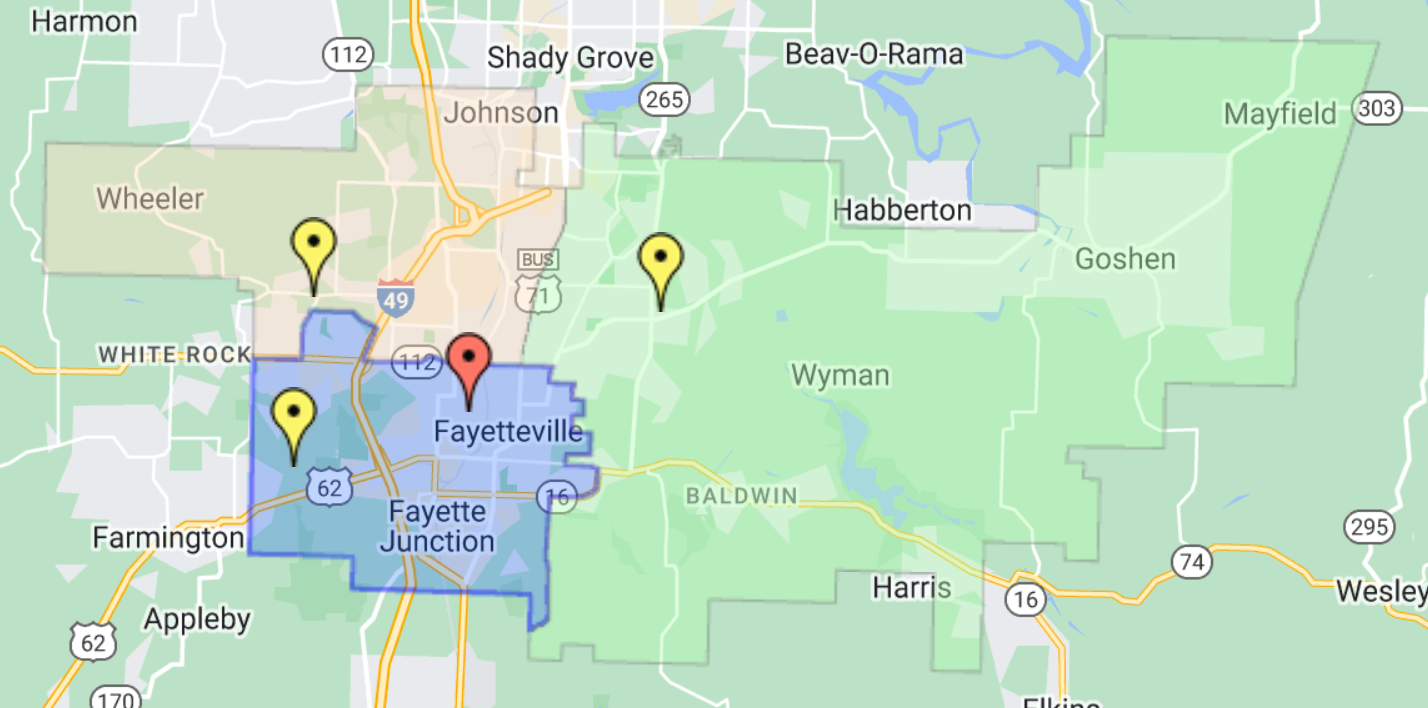 Harmon
112
Shady Grove
Beav-O-Rama
265
Johnson
Mayfield
303
Wheeler
Habberton
BUS
71
Goshen
49
WHITE ROCK
112
Wyman
Fayetteville
62
16
BALDWIN
Fayette
Junction
Farmington
295
74
Harris
16
Wesley
Appleby
62
170
Elkins